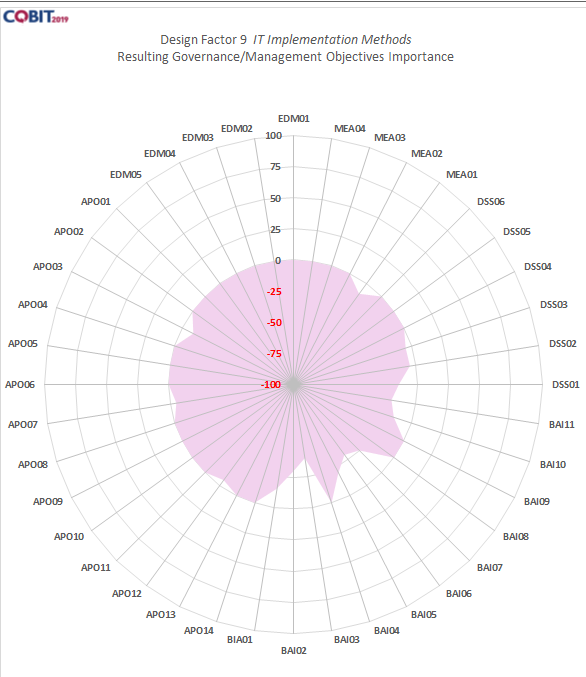 COBIT 2019
Design Factor 9 IT Implementation Methods
Resulting Governance/Management Objectives Importance
EDM01
EDM02
MEA04
EDM03
MEA03
EDM04
MEA02
EDM05
MEA01
APO01
DSS06
APO02
DSS05
APO03
DSS04
APO04
DSS03
APO05
DSS02
APO06
DSS01
APO07
BAI11
APO08
BAI10
APO09
BAI09
APO10
BAI08
APO11
BAI07
APO12
BAI06
APO13
BAI05
APO14
BAI04
BIA01
BAI03
BAI02
100
75
50
25
0
-25
-50
-75
-100